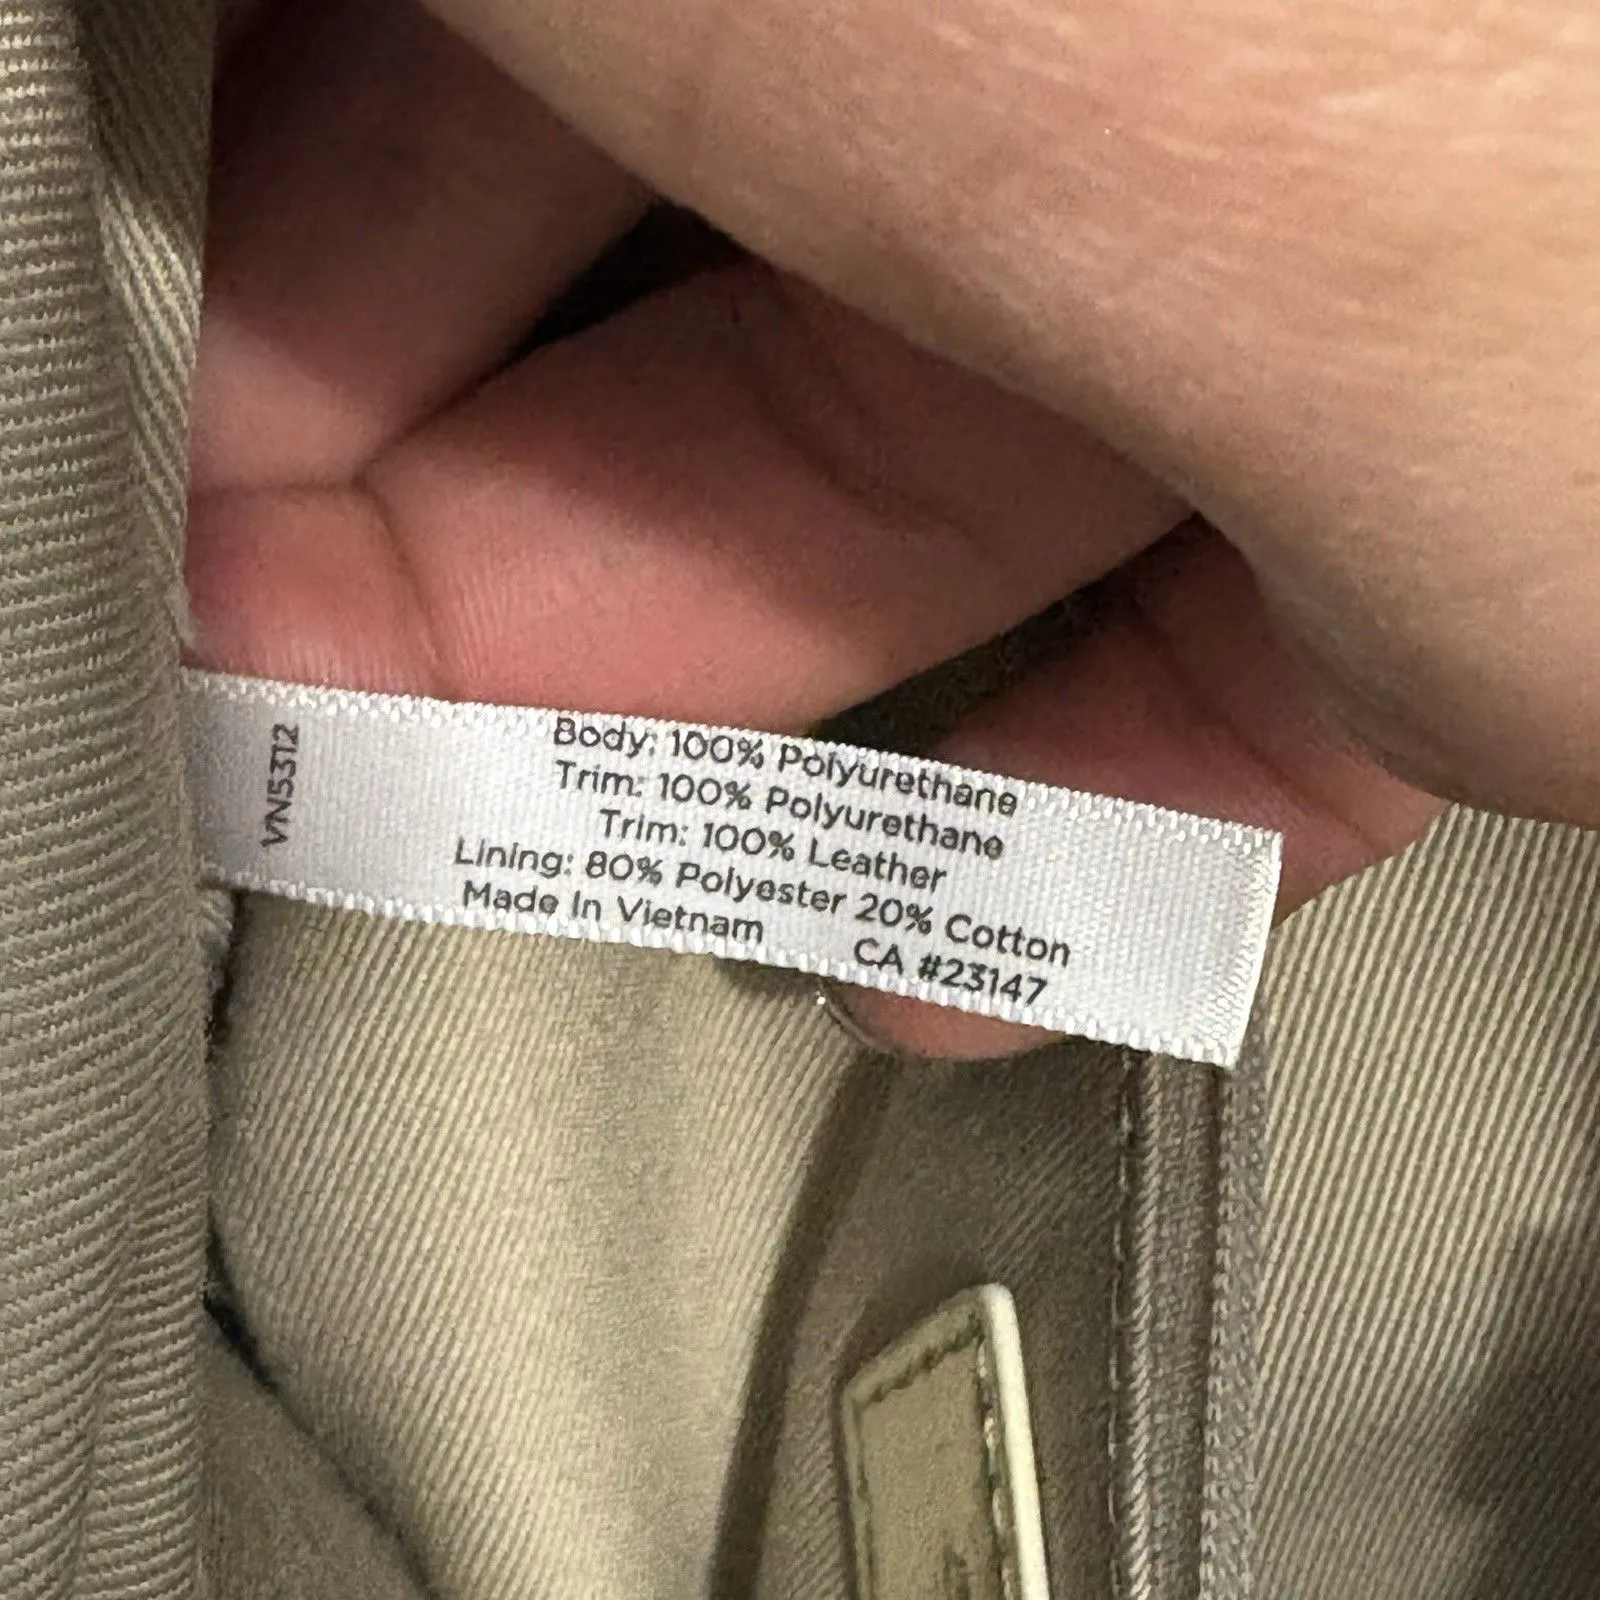 VN5312
Body: 100% Polyurethane
Trim: 100% Polyurethane
Trim: 100% Leather
Lining: 80% Polyester 20% Cotton
Made In Vietnam CA #23147